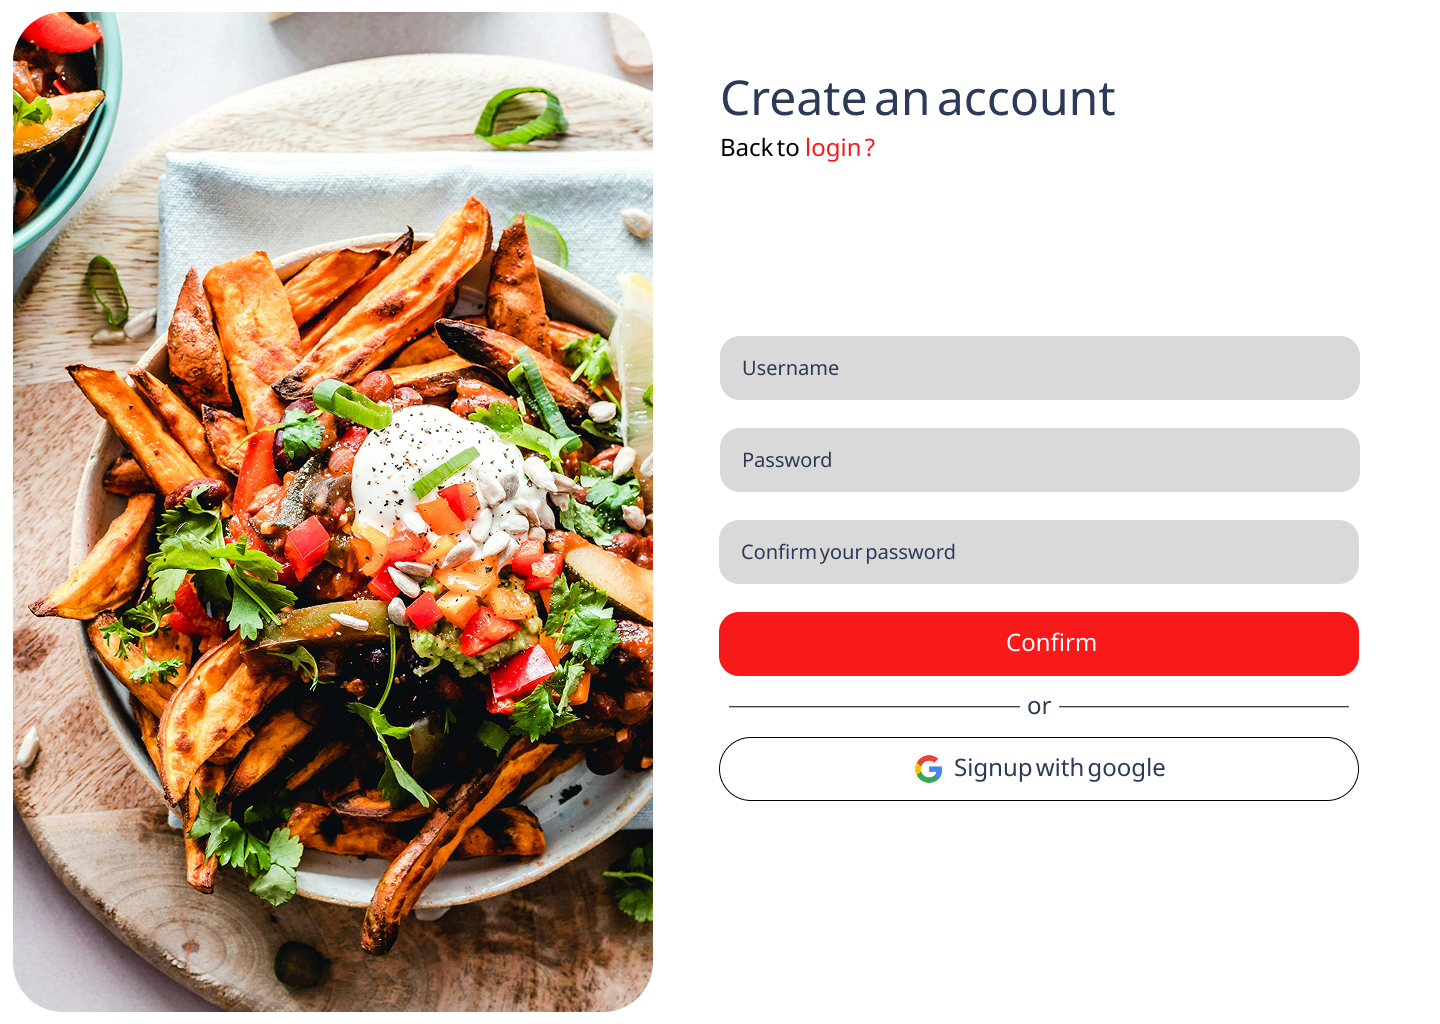 Create an account
Back to login ?
Username
Password
Confirm your password
Confirm
or
Signup with google